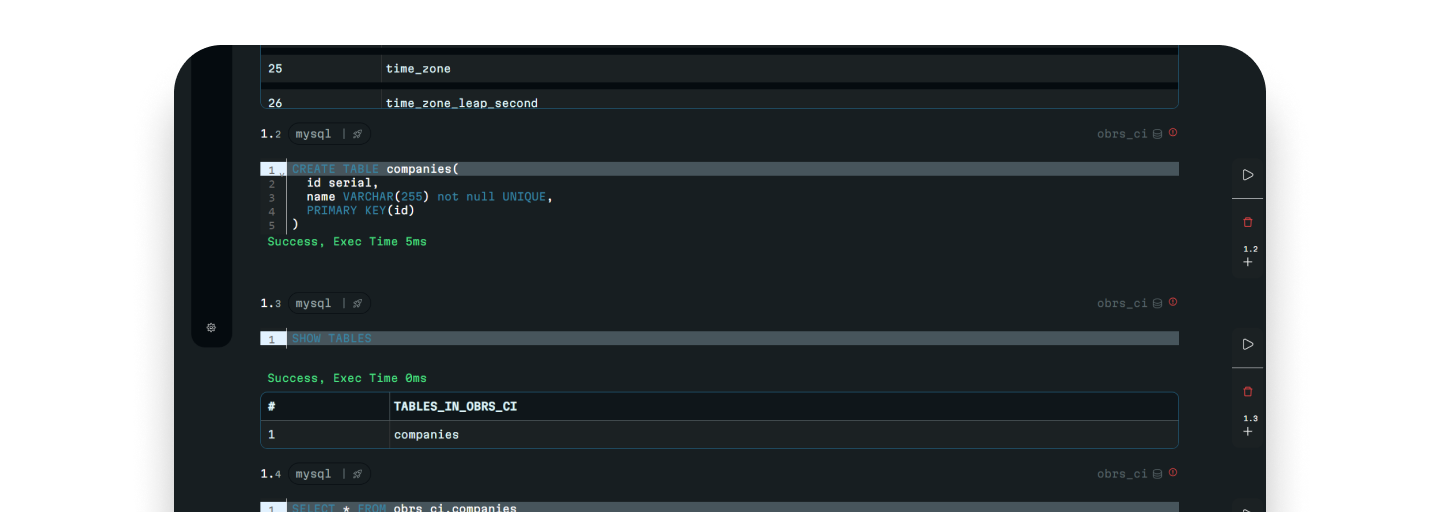 25 time_zone
26 time_zone_leap_second
1.2 mysql | obrs_ci
1 CREATE TABLE companies(
2 id serial,
3 name VARCHAR(255) not null UNIQUE,
4 PRIMARY KEY(id)
5 )
Success, Exec Time 5ms
1.2
1.3 mysql | obrs_ci
1 SHOW TABLES
Success, Exec Time 0ms
# TABLES_IN_OBRS_CI
1.3
1 companies
1.4 mysql | obrs_ci
1 SELECT * FROM obrs_ci.companies